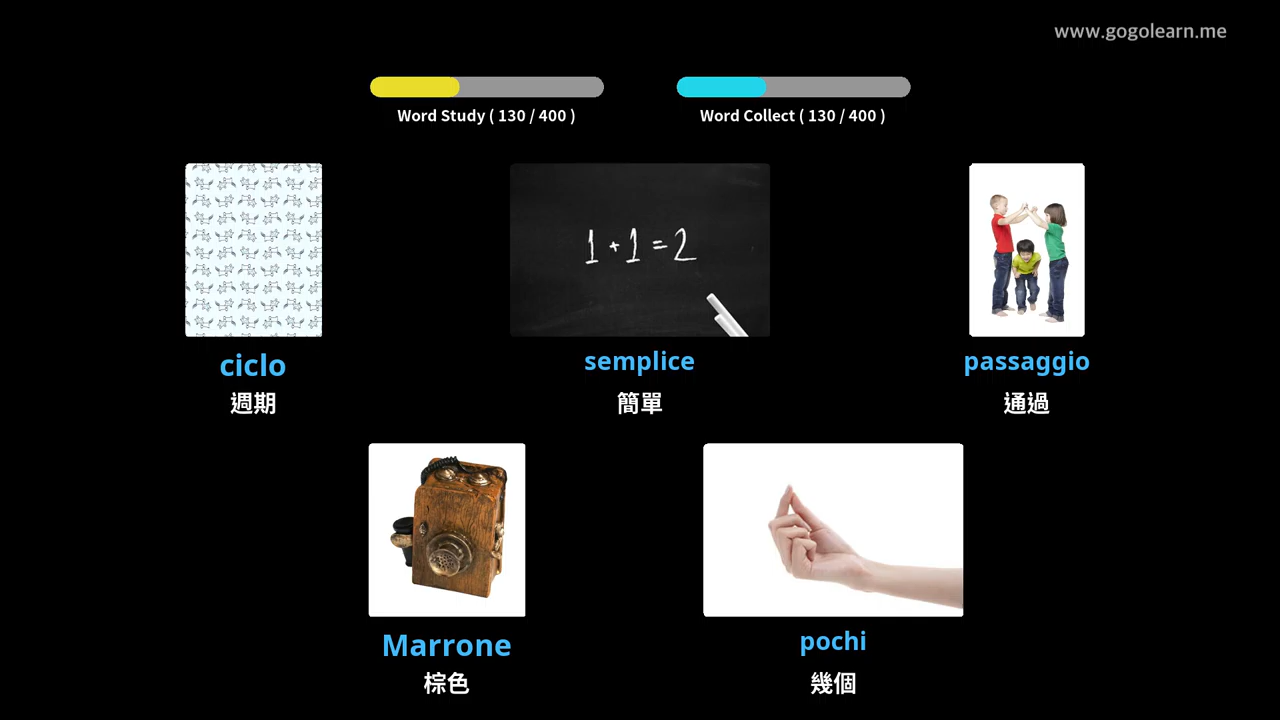 www.gogolearn.me
Word Study ( 130 / 400 )
Word Collect ( 130 / 400 )
1 + 1 = 2
ciclo
週期
semplice
簡單
passaggio
通過
Marrone
棕色
pochi
幾個